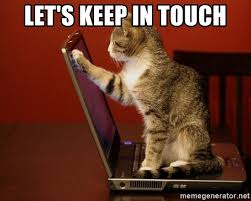 LET'S KEEP IN TOUCH
memegenerator.net